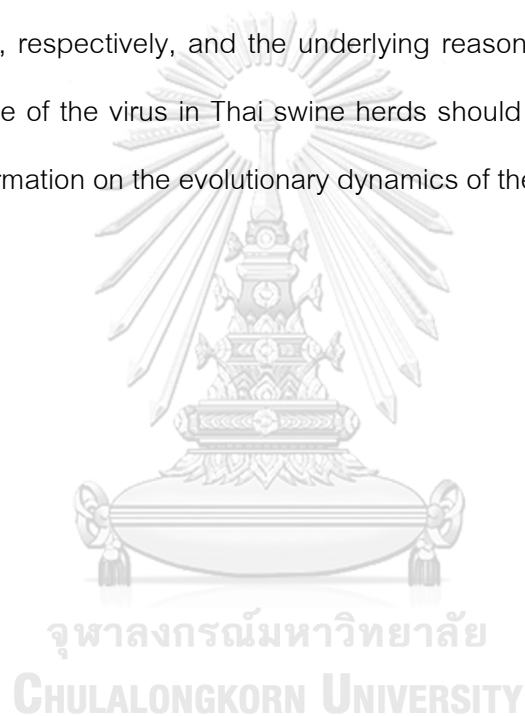 , respectively, and the underlying reason
e of the virus in Thai swine herds should
rmation on the evolutionary dynamics of the
จุฬาลงกรณ์มหาวิทยาลัย
CHULALONGKORN UNIVERSITY